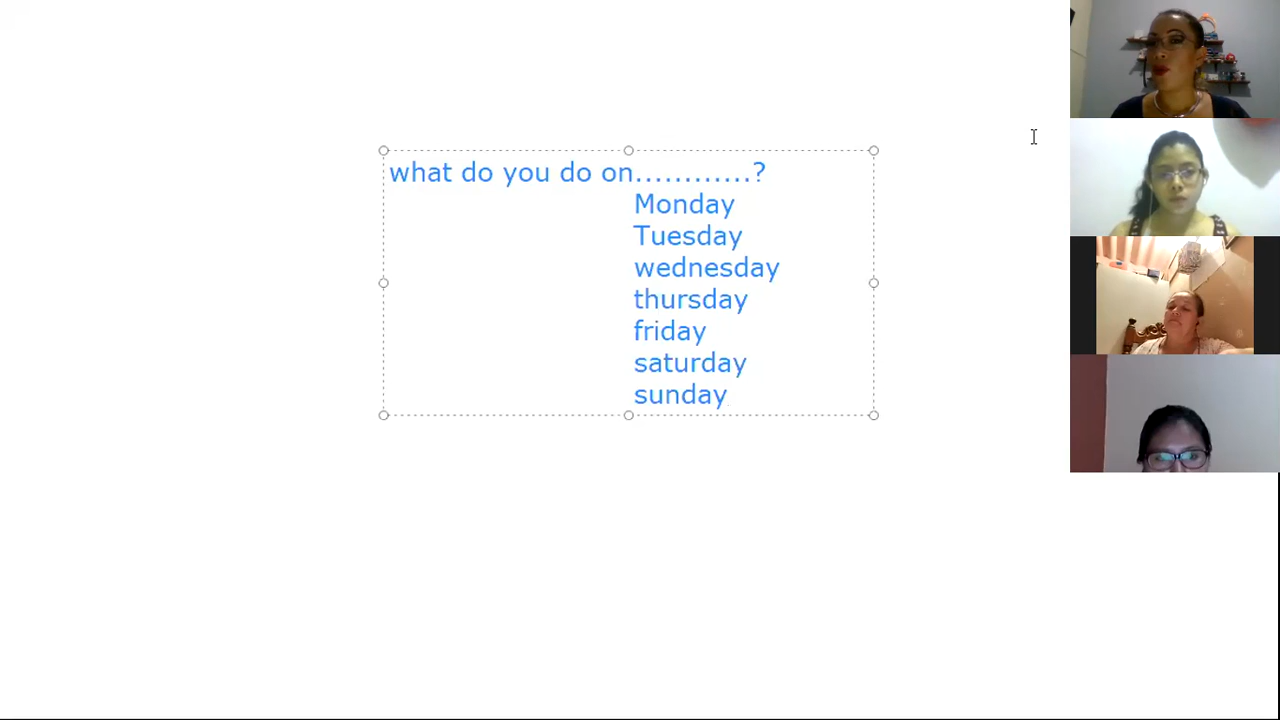 what do you do on............?
Monday
Tuesday
wednesday
thursday
friday
saturday
sunday